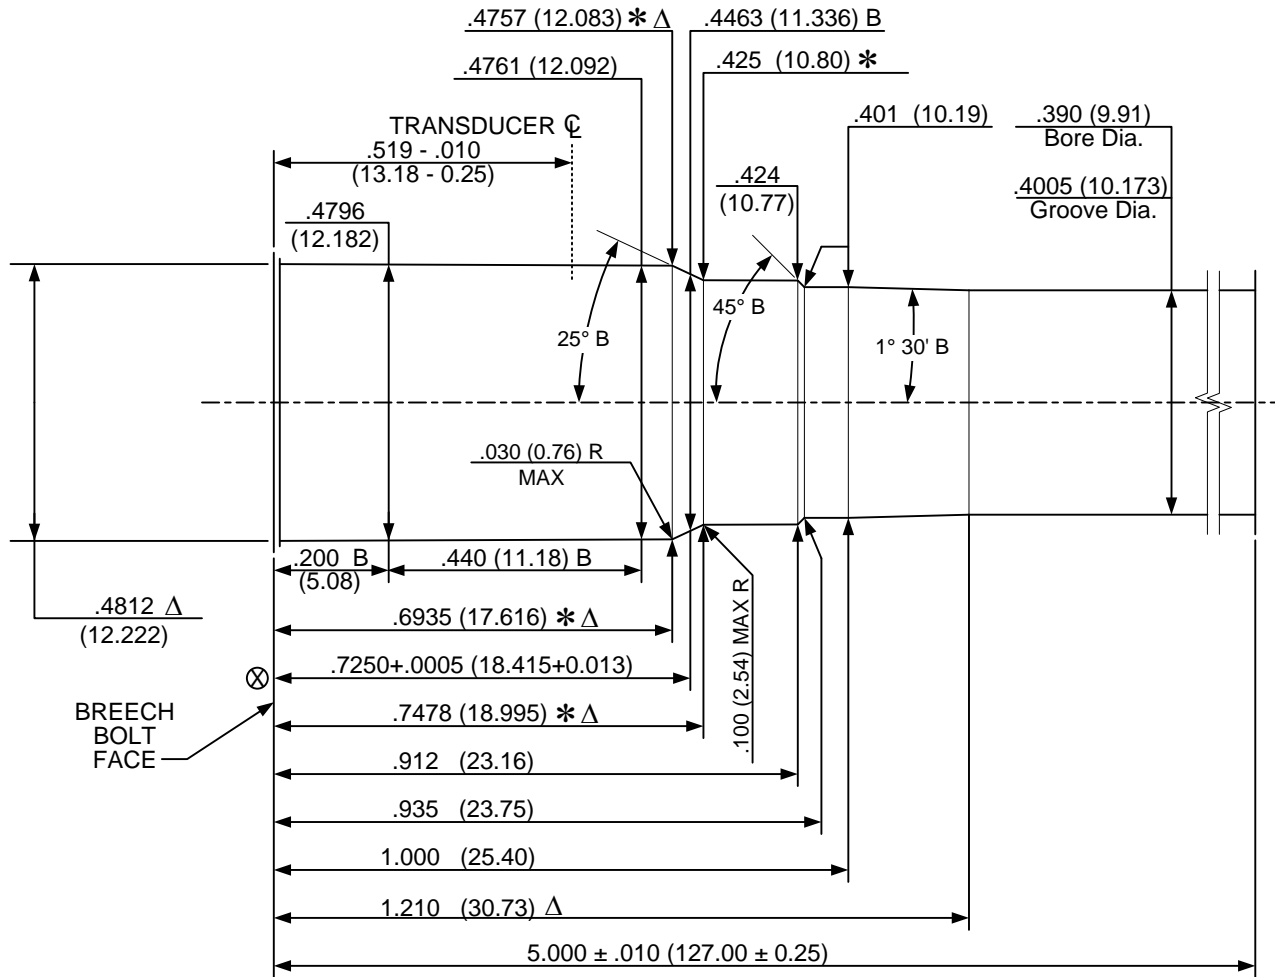 .4757 (12.083) * Δ
.4463 (11.336) B
.4761 (12.092)
.425 (10.80) *
TRANSDUCER ℄
.519 - .010
(13.18 - 0.25)
.401 (10.19)
.390 (9.91)
Bore Dia.
.424
(10.77)
.4005 (10.173)
Groove Dia.
.4796
(12.182)
25° B
45° B
1° 30' B
.030 (0.76) R
MAX
.200 B
(5.08)
.440 (11.18) B
.4812 Δ
(12.222)
.6935 (17.616) * Δ
.100 (2.54) MAX R
⊗
.7250+.0005 (18.415+0.013)
BREECH
BOLT
FACE
.7478 (18.995) * Δ
.912 (23.16)
.935 (23.75)
1.000 (25.40)
1.210 (30.73) Δ
5.000 ± .010 (127.00 ± 0.25)